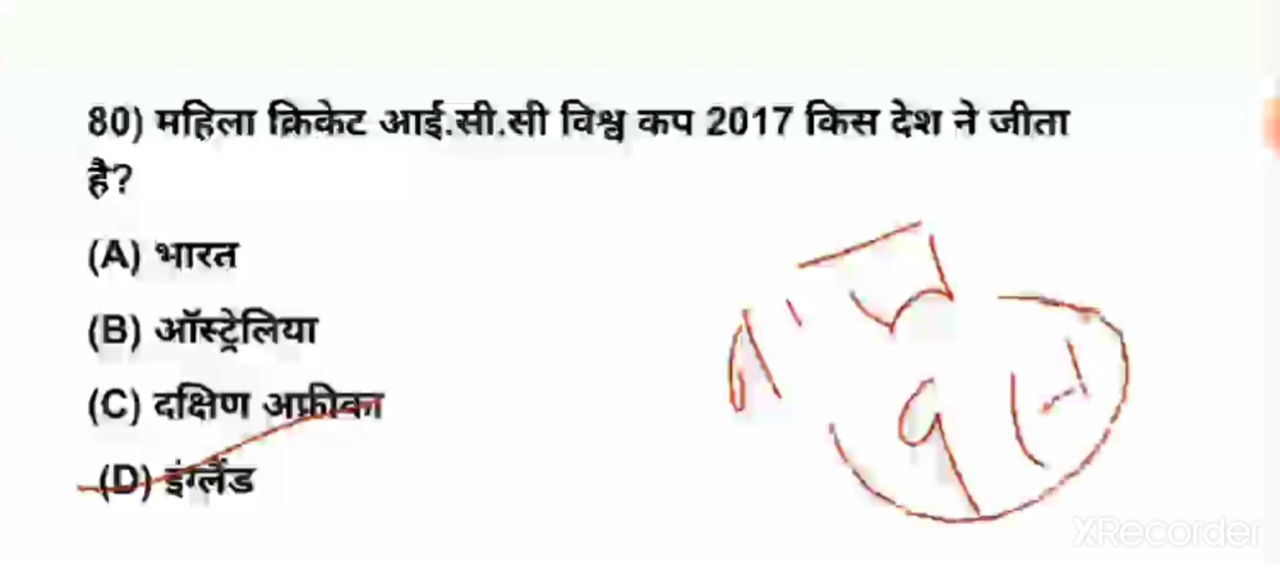 80) महिला क्रिकेट आई.सी.सी विश्व कप 2017 किस देश ने जीता
है?
(A) भारत
(B) ऑस्ट्रेलिया
(C) दक्षिण अफ्रीका
(D) इंग्लैंड
XRecorder